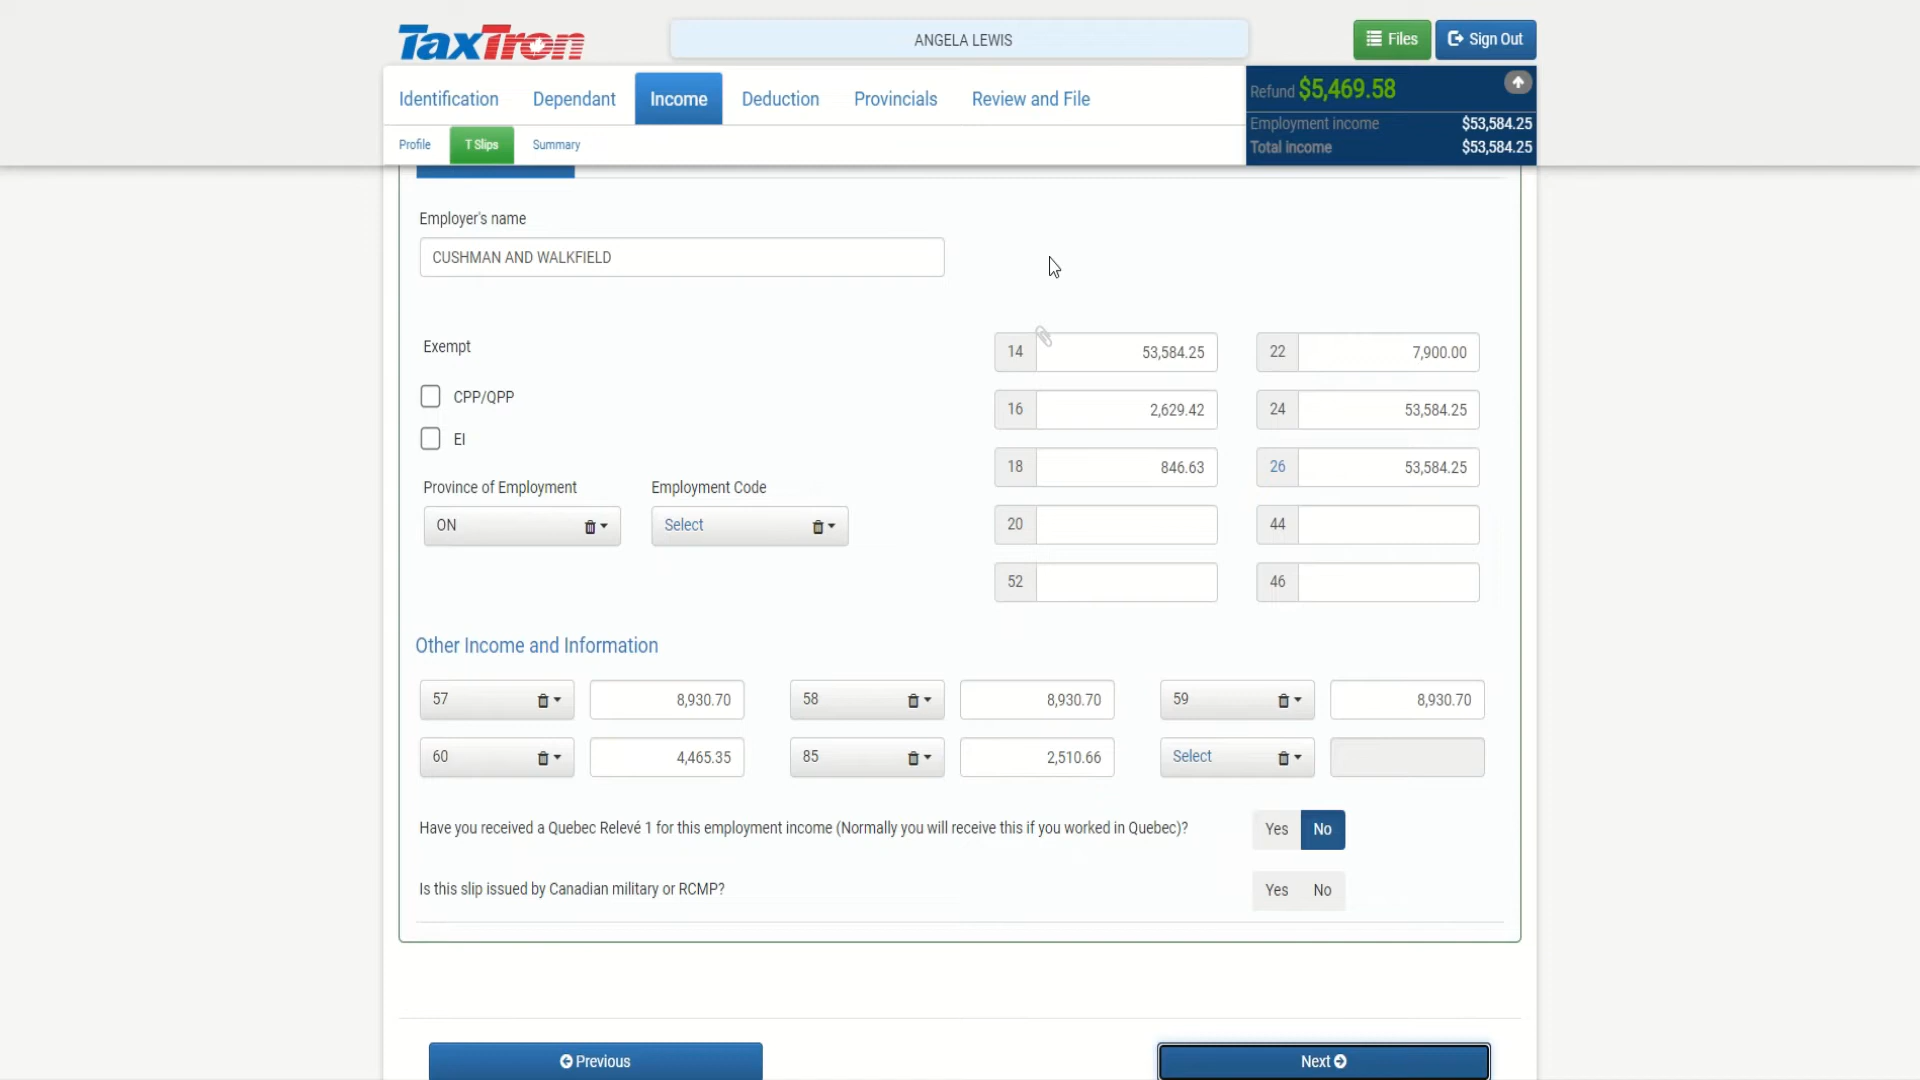 TaxTron
ANGELA LEWIS
Files
Sign Out
Identification Dependant Income Deduction Provincials Review and File
Refund $5,469.58
Employment income $53,584.25
Total income $53,584.25
Profile T Slips Summary
Employer's name
CUSHMAN AND WALKFIELD
Exempt
CPP/QPP
EI
Province of Employment Employment Code
ON Select
14 53,584.25 22 7,900.00
16 2,629.42 24 53,584.25
18 846.63 26 53,584.25
20 44
52 46
Other Income and Information
57 8,930.70 58 8,930.70 59 8,930.70
60 4,465.35 85 2,510.66 Select
Have you received a Quebec Relevé 1 for this employment income (Normally you will receive this if you worked in Quebec)? Yes No
Is this slip issued by Canadian military or RCMP? Yes No
Previous Next